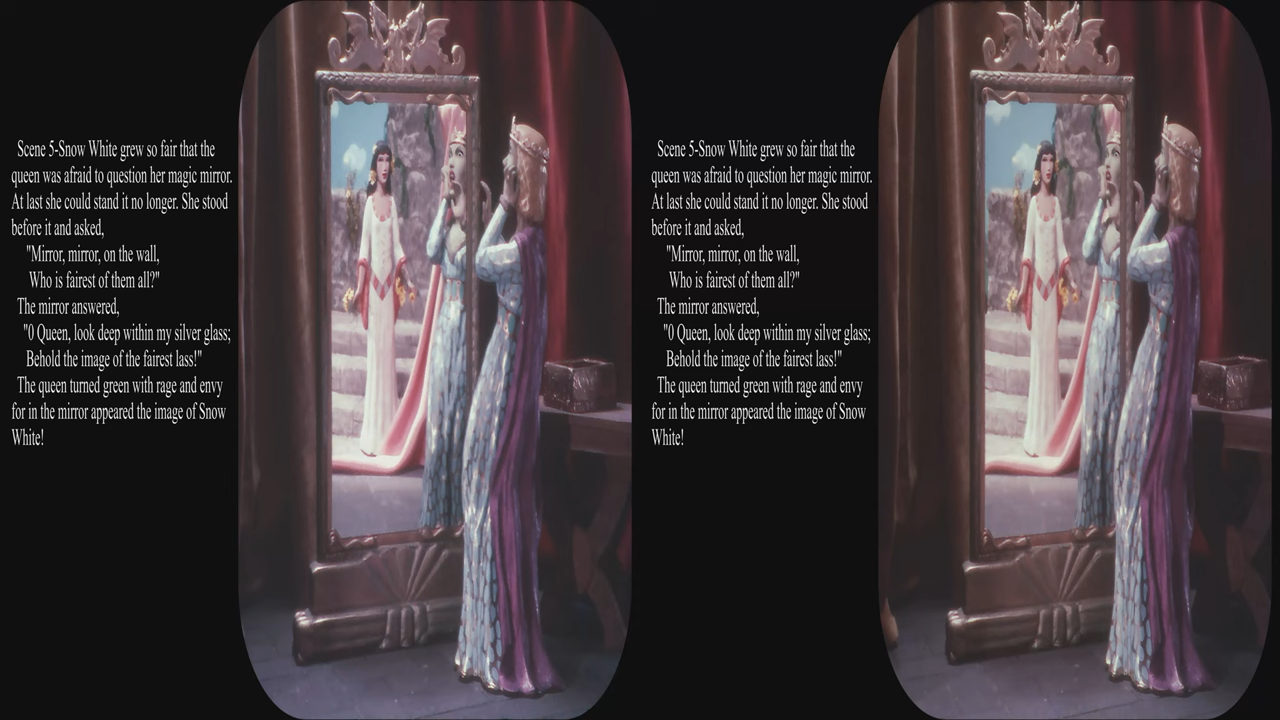 Scene 5-Snow White grew so fair that the
queen was afraid to question her magic mirror.
At last she could stand it no longer. She stood
before it and asked,
"Mirror, mirror, on the wall,
Who is fairest of them all?"
The mirror answered,
"0 Queen, look deep within my silver glass;
Behold the image of the fairest lass!"
The queen turned green with rage and envy
for in the mirror appeared the image of Snow
White!
Scene 5-Snow White grew so fair that the
queen was afraid to question her magic mirror.
At last she could stand it no longer. She stood
before it and asked,
"Mirror, mirror, on the wall,
Who is fairest of them all?"
The mirror answered,
"0 Queen, look deep within my silver glass;
Behold the image of the fairest lass!"
The queen turned green with rage and envy
for in the mirror appeared the image of Snow
White!